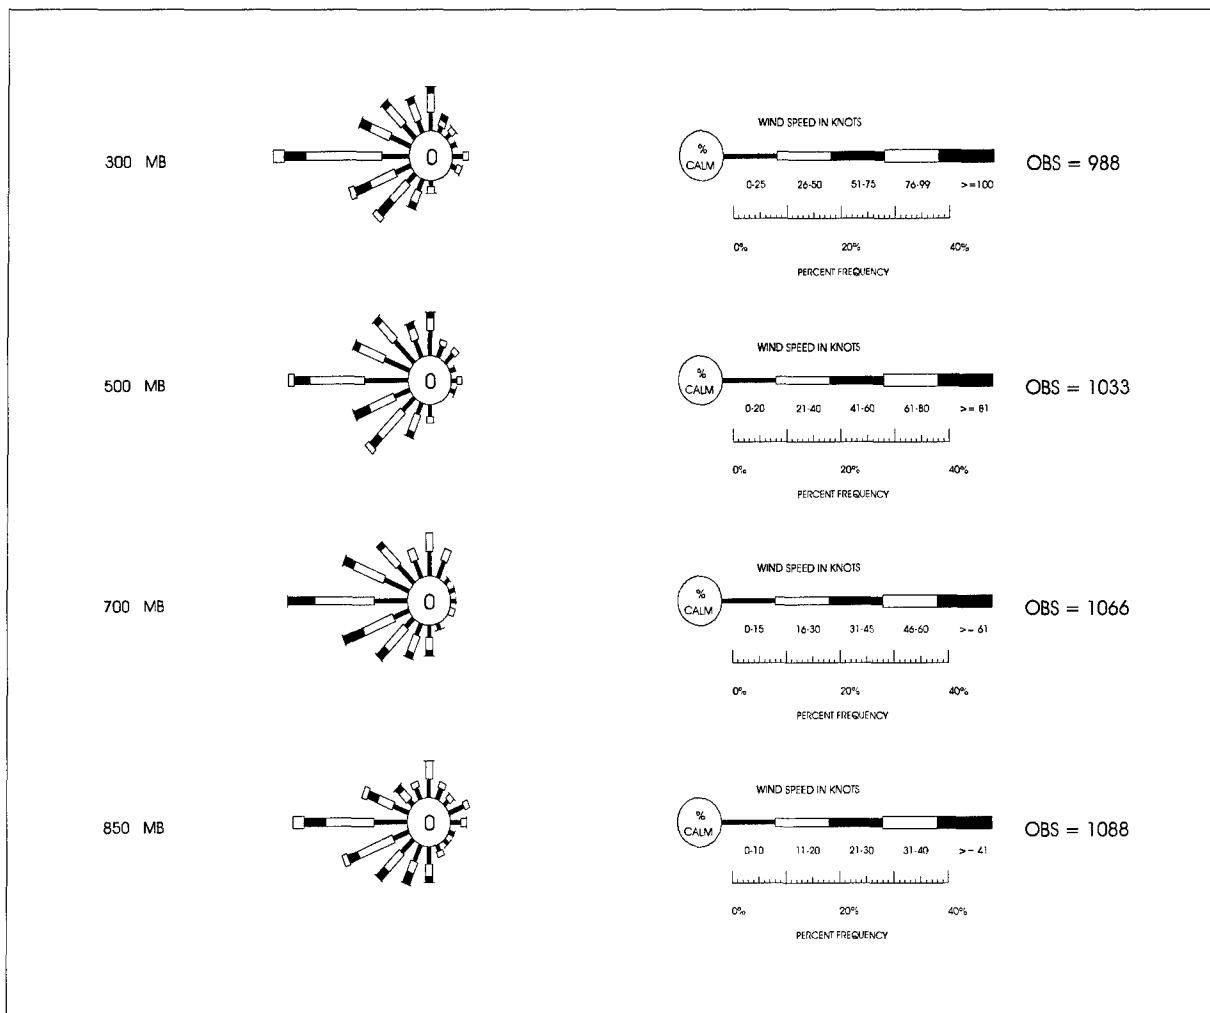 WIND SPEED IN KNOTS
300 MB
0
% CALM
0-25 26-50 51-75 76-99 >=100
OBS = 988
0% 20% 40%
PERCENT FREQUENCY
WIND SPEED IN KNOTS
500 MB
0
% CALM
0-20 21-40 41-60 61-80 >= 81
OBS = 1033
0% 20% 40%
PERCENT FREQUENCY
WIND SPEED IN KNOTS
700 MB
0
% CALM
0-15 16-30 31-45 46-60 >= 61
OBS = 1066
0% 20% 40%
PERCENT FREQUENCY
WIND SPEED IN KNOTS
850 MB
0
% CALM
0-10 11-20 21-30 31-40 >= 41
OBS = 1088
0% 20% 40%
PERCENT FREQUENCY